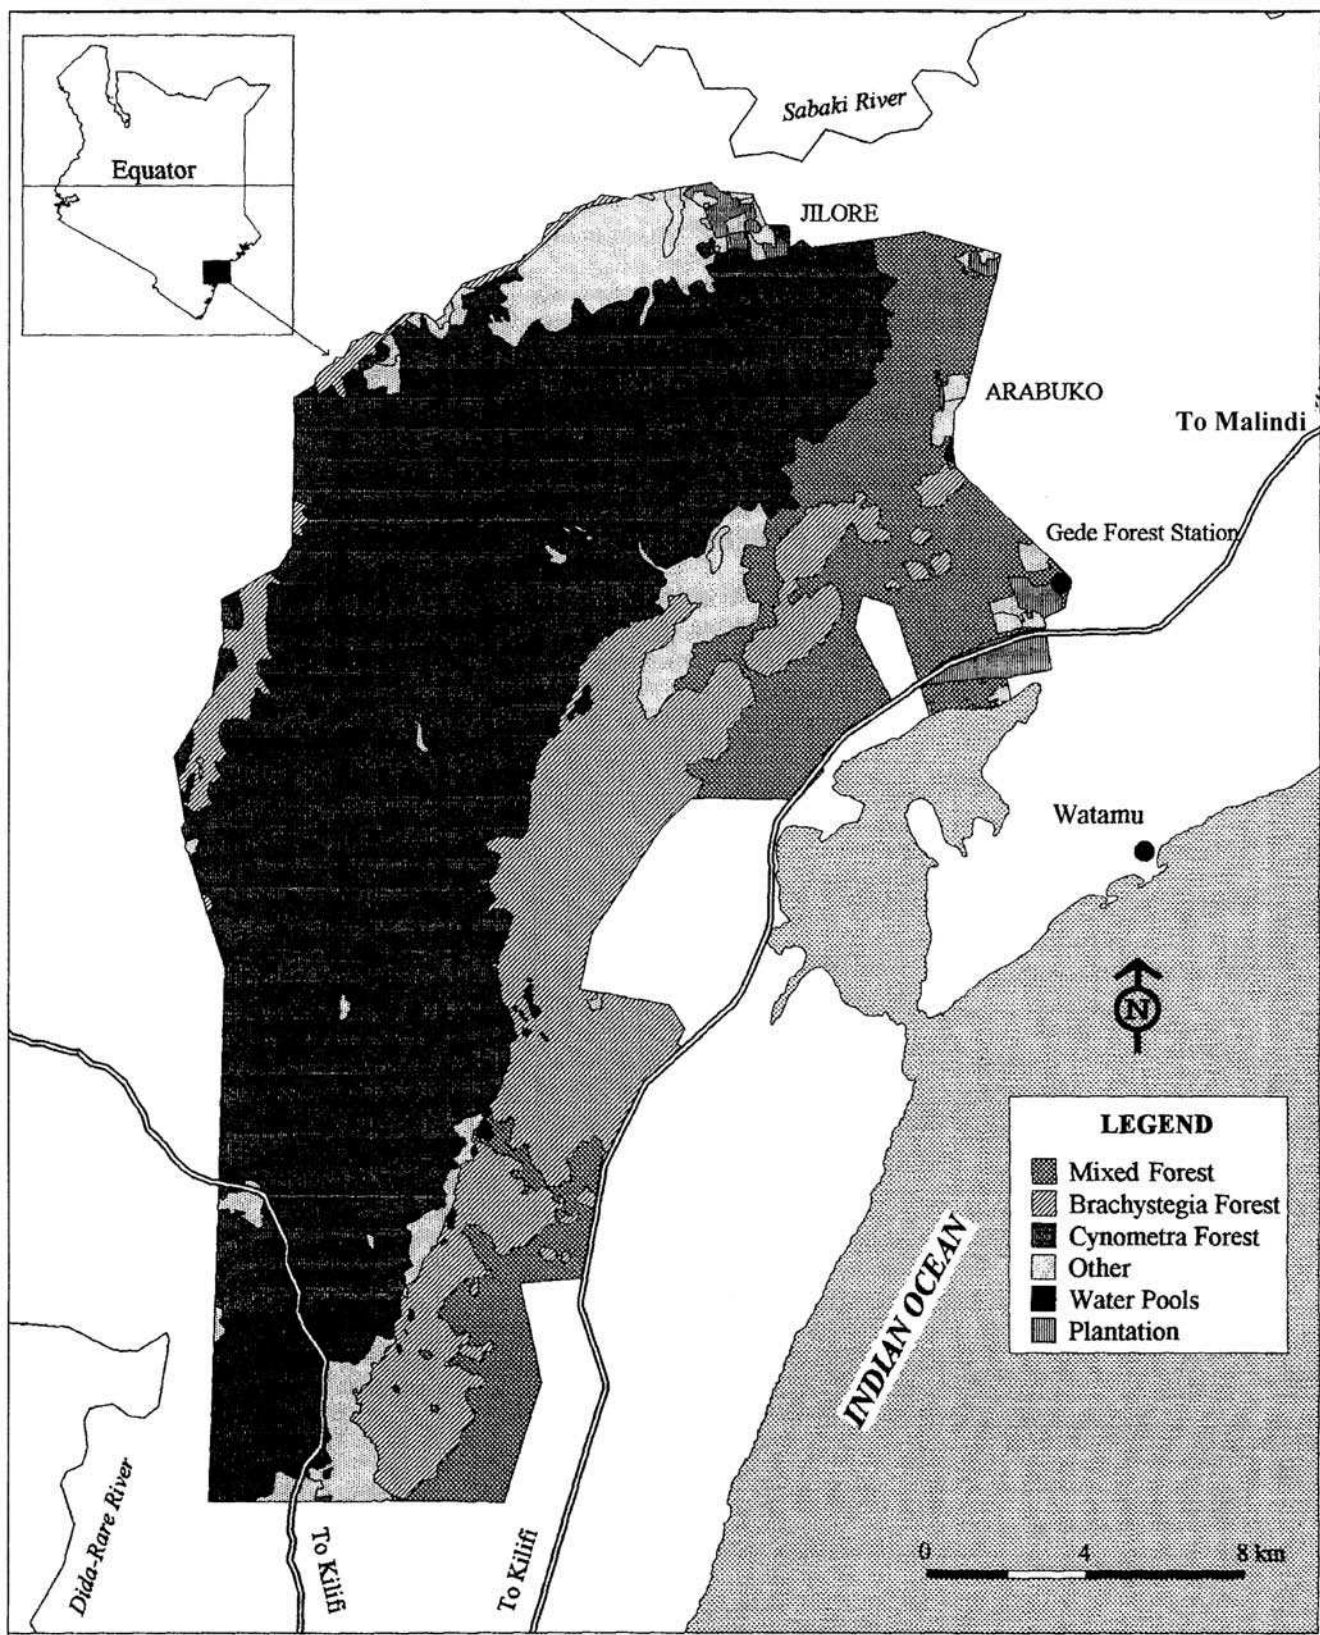 Sabaki River
Equator
JILORE
ARABUKO
To Malindi
Gede Forest Station
Watamu
N
LEGEND
Mixed Forest
Brachystegia Forest
Cynometra Forest
Other
Water Pools
Plantation
INDIAN OCEAN
Dida-Rare River
To Kilifi
To Kilifi
0 4 8 km